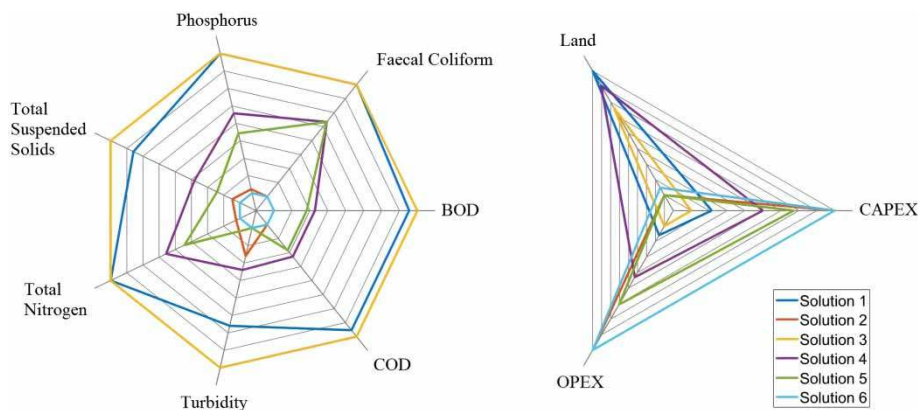 Phosphorus
Faecal Coliform
Total
Suspended
Solids
BOD
Total
Nitrogen
COD
Turbidity
Land
CAPEX
OPEX
Solution 1
Solution 2
Solution 3
Solution 4
Solution 5
Solution 6